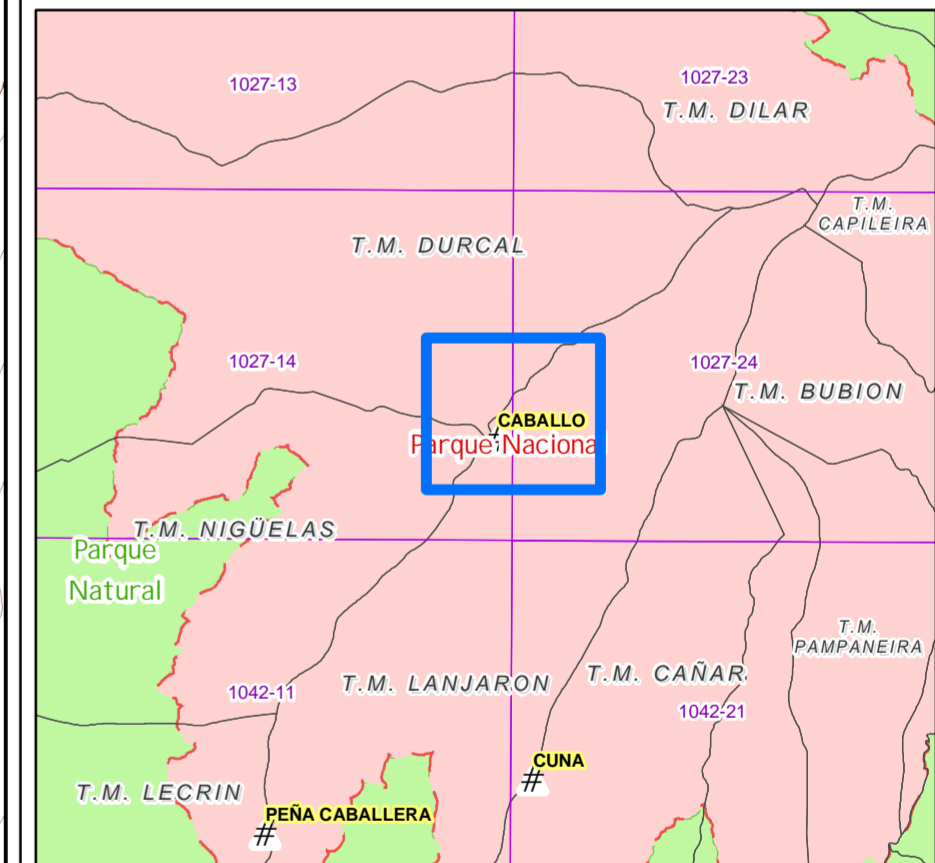 1027-13
1027-23
T.M. DILAR
T.M.
CAPILEIRA
T.M. DURCAL
1027-14
1027-24
T.M. BUBION
CABALLO
#
Parque Nacional
T.M. NIGÜELAS
Parque
Natural
T.M.
PAMPANEIRA
T.M. CAÑAR
T.M. LANJARON
1042-11
1042-21
CUNA
#
T.M. LECRIN
PEÑA CABALLERA
#